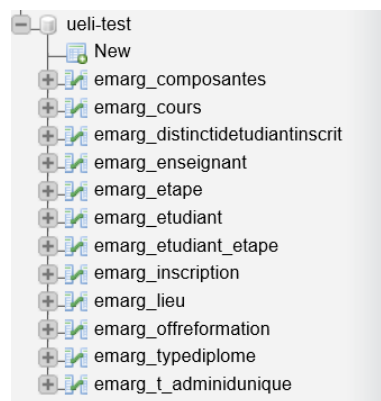 ueli-test
New
emarg_composantes
emarg_cours
emarg_distinctidetudiantinscrit
emarg_enseignant
emarg_etape
emarg_etudiant
emarg_etudiant_etape
emarg_inscription
emarg_lieu
emarg_offreformation
emarg_typediplome
emarg_t_adminidunique